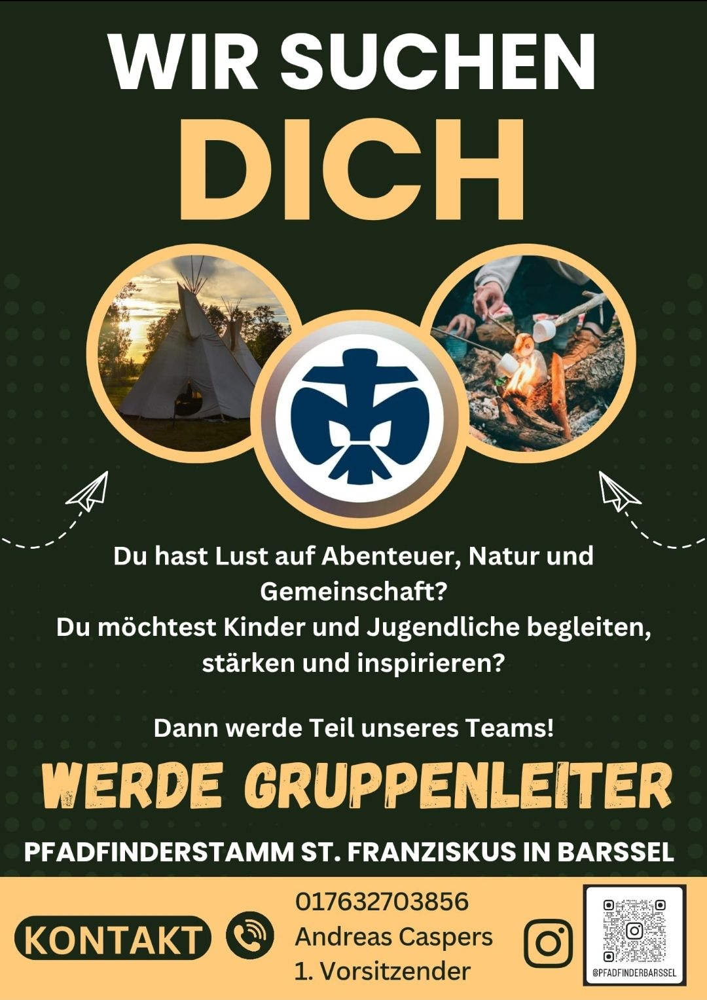 WIR SUCHEN
DICH
Du hast Lust auf Abenteuer, Natur und
Gemeinschaft?
Du möchtest Kinder und Jugendliche begleiten,
stärken und inspirieren?
Dann werde Teil unseres Teams!
WERDE GRUPPENLEITER
PFADFINDERSTAMM ST. FRANZISKUS IN BARSSEL
KONTAKT
017632703856
Andreas Caspers
1. Vorsitzender
@PFADFINDERBARSSEL